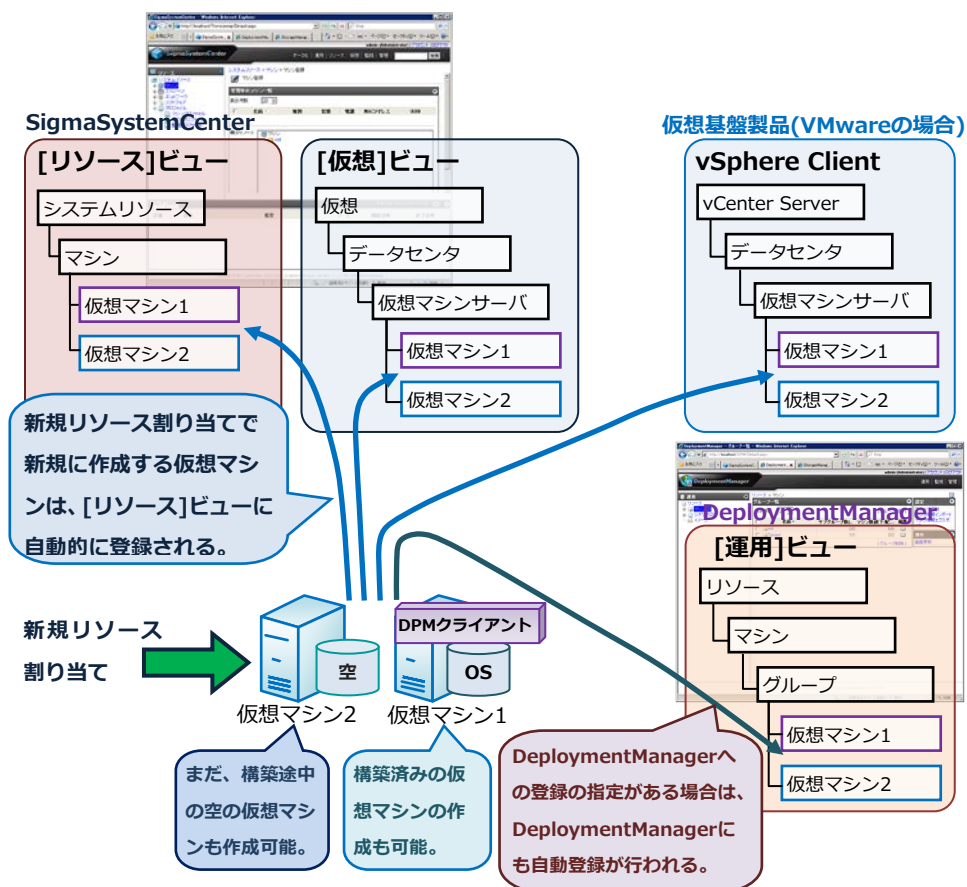 SigmaSystemCenter
[リソース]ビュー
システムリソース
マシン
仮想マシン1
仮想マシン2
[仮想]ビュー
仮想
データセンタ
仮想マシンサーバ
仮想マシン1
仮想マシン2
仮想基盤製品(VMwareの場合)
vSphere Client
vCenter Server
データセンタ
仮想マシンサーバ
仮想マシン1
仮想マシン2
新規リソース割り当てで
新規に作成する仮想マシ
ンは、[リソース]ビューに
自動的に登録される。
DeploymentManager
[運用]ビュー
リソース
マシン
グループ
仮想マシン1
仮想マシン2
新規リソース
割り当て
空
仮想マシン2
DPMクライアント
OS
仮想マシン1
まだ、構築途中
の空の仮想マシ
ンも作成可能。
構築済みの仮
想マシンの作
成も可能。
DeploymentManagerへ
の登録の指定がある場合は、
DeploymentManagerに
も自動登録が行われる。